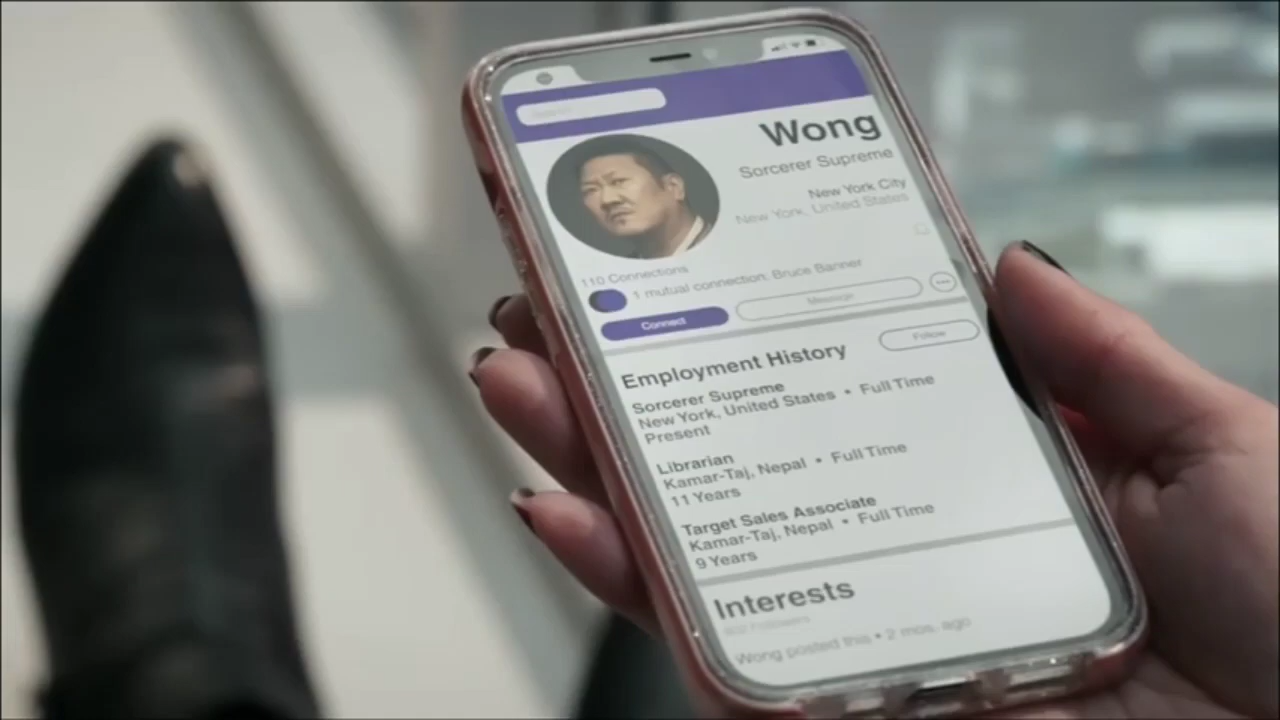 Wong
Sorcerer Supreme
New York City
New York, United States
110 Connections
1 mutual connection: Bruce Banner
Connect
Message
Follow
Employment History
Sorcerer Supreme
New York, United States • Full Time
Present
Librarian
Kamar-Taj, Nepal • Full Time
11 Years
Target Sales Associate
Kamar-Taj, Nepal • Full Time
9 Years
Interests
Followers
Wong posted this • 2 mos. ago